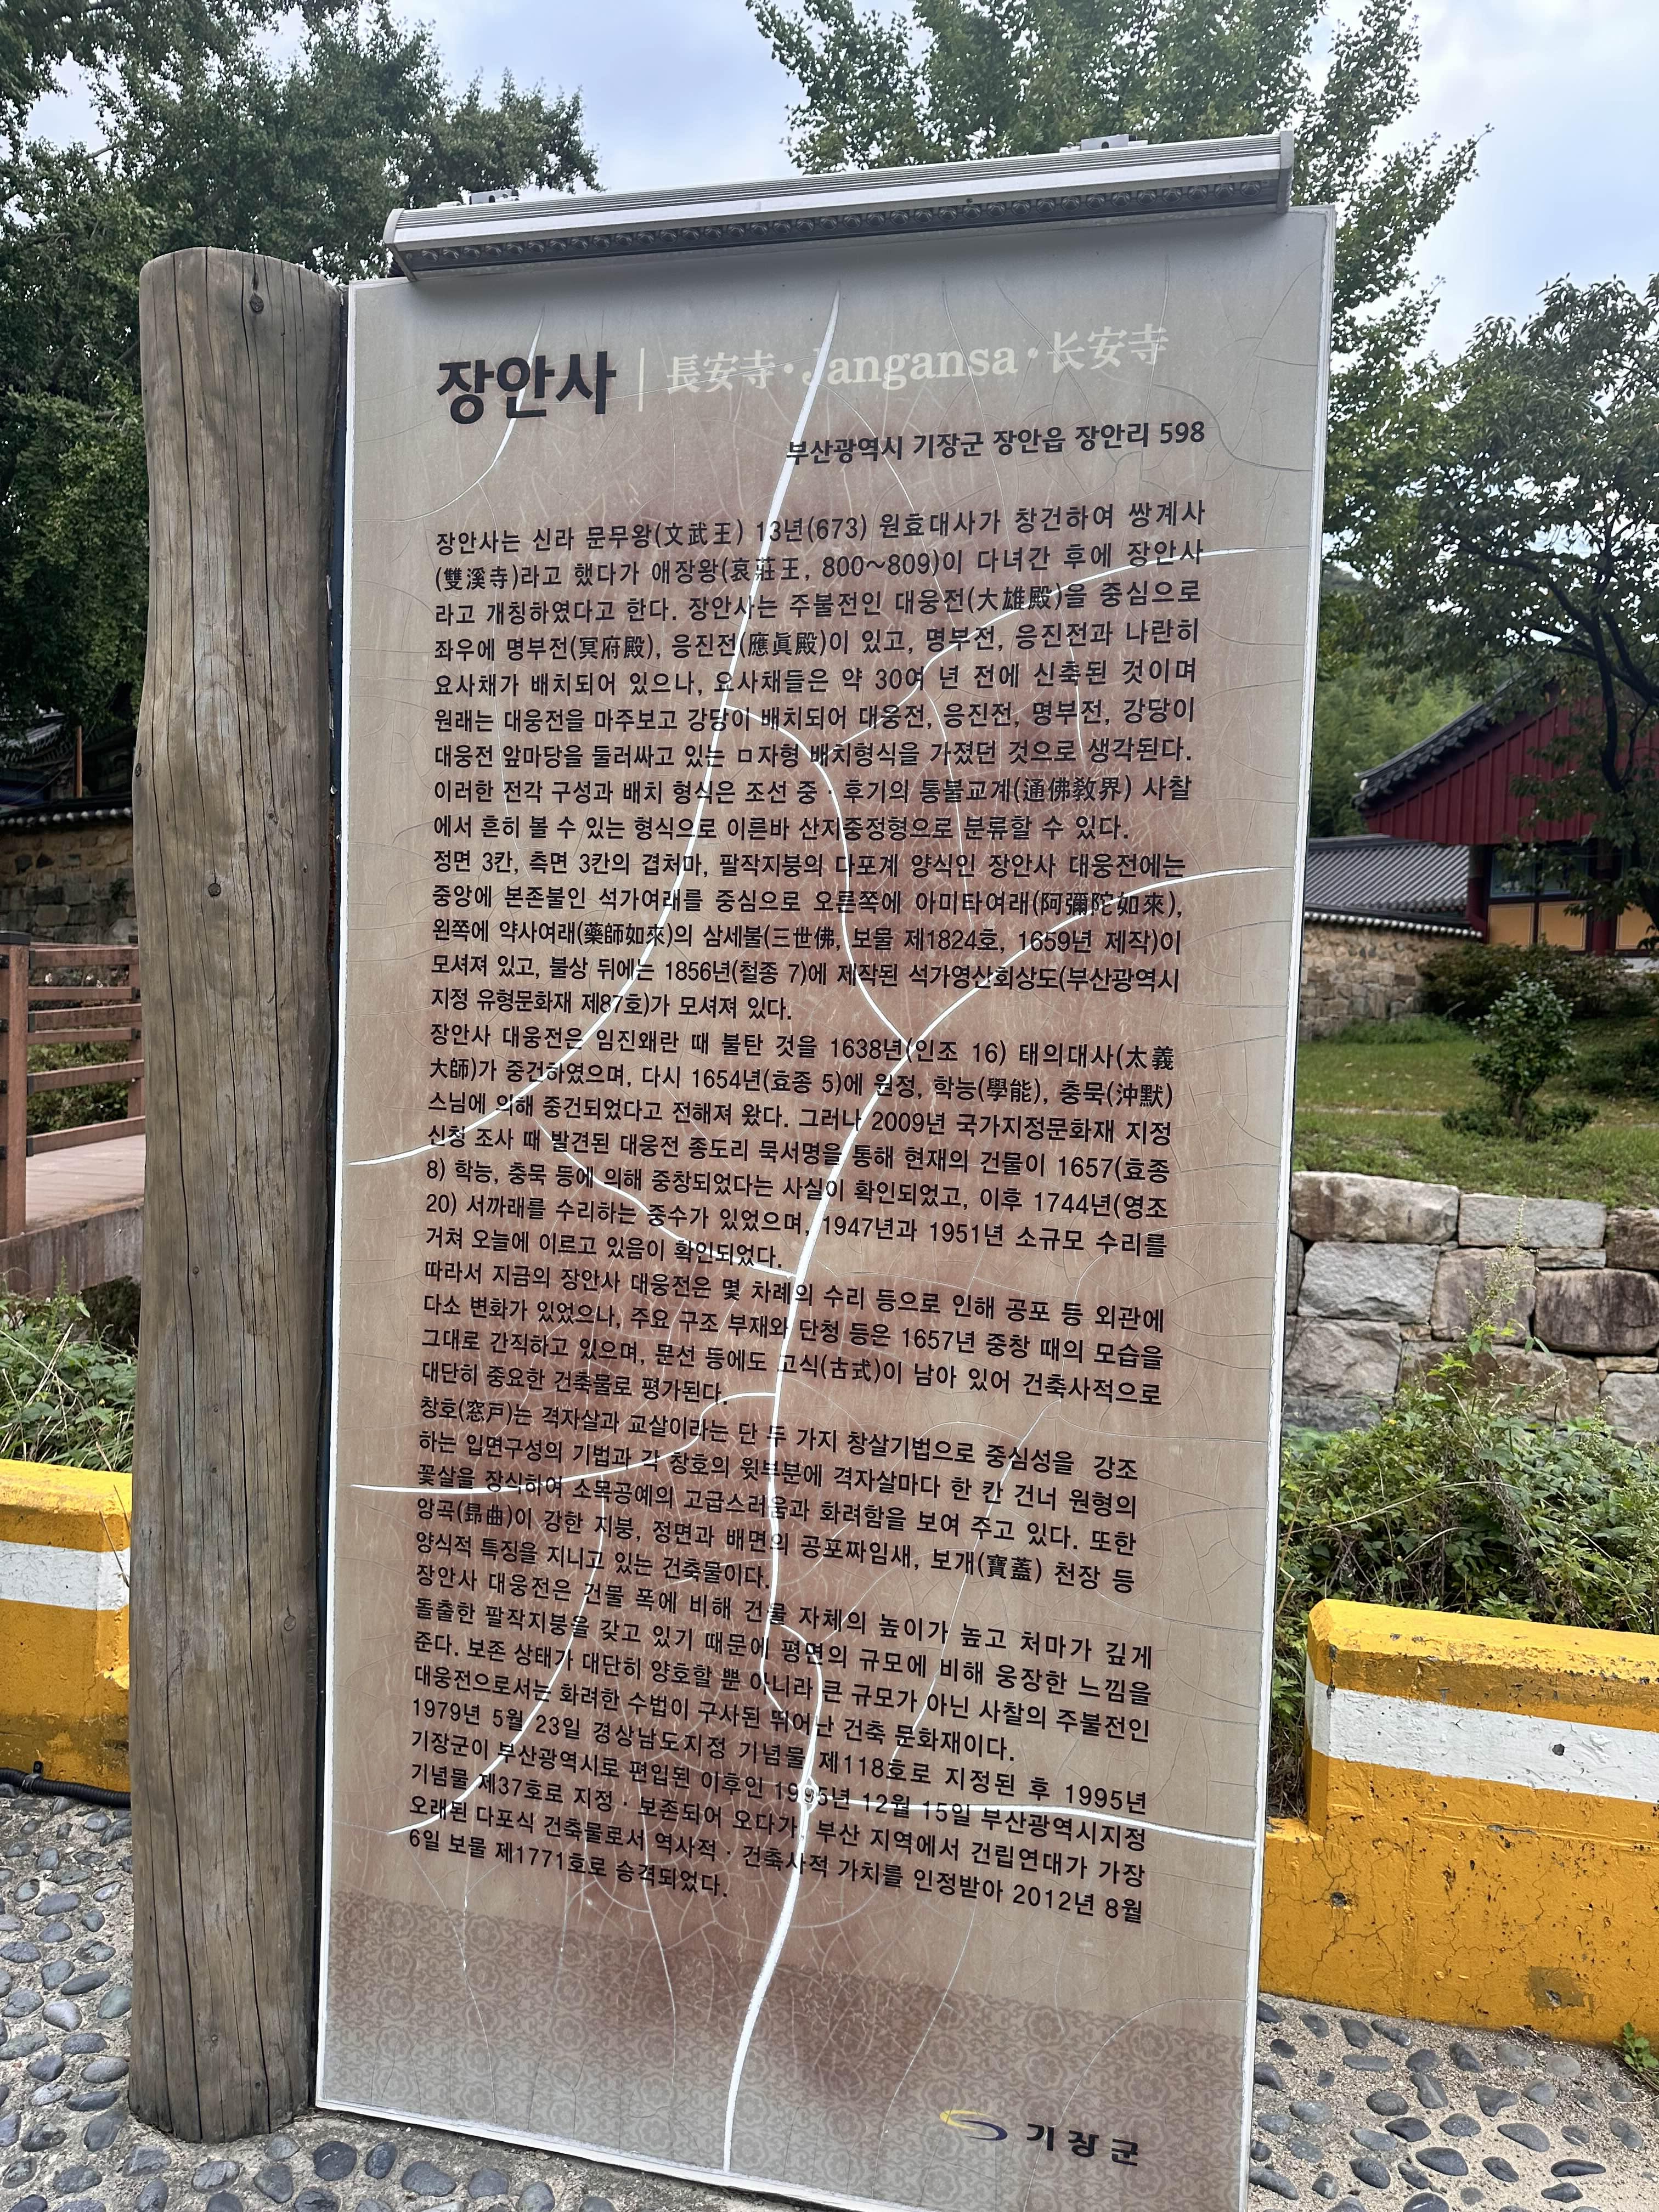 장안사 | 長安寺·Jangansa·长安寺
부산광역시 기장군 장안읍 장안리 598
장안사는 신라 문무왕(文武王) 13년(673) 원효대사가 창건하여 쌍계사
(雙溪寺)라고 했다가 애장왕(哀莊王, 800~809)이 다녀간 후에 장안사
라고 개칭하였다고 한다. 장안사는 주불전인 대웅전(大雄殿)을 중심으로
좌우에 명부전(冥府殿), 응진전(應眞殿)이 있고, 명부전, 응진전과 나란히
요사채가 배치되어 있으나, 요사채들은 약 30여 년 전에 신축된 것이며
원래는 대웅전을 마주보고 강당이 배치되어 대웅전, 응진전, 명부전, 강당이
대웅전 앞마당을 둘러싸고 있는 ㅁ자형 배치형식을 가졌던 것으로 생각된다.
이러한 전각 구성과 배치 형식은 조선 중·후기의 통불교계(通佛敎界) 사찰
에서 흔히 볼 수 있는 형식으로 이른바 산지중정형으로 분류할 수 있다.
정면 3칸, 측면 3칸의 겹처마, 팔작지붕의 다포계 양식인 장안사 대웅전에는
중앙에 본존불인 석가여래를 중심으로 오른쪽에 아미타여래(阿彌陀如來),
왼쪽에 약사여래(藥師如來)의 삼세불(三世佛, 보물 제1824호, 1659년 제작)이
모셔져 있고, 불상 뒤에는 1856년(철종 7)에 제작된 석가영산회상도(부산광역시
지정 유형문화재 제87호)가 모셔져 있다.
장안사 대웅전은 임진왜란 때 불탄 것을 1638년(인조 16) 태의대사(太義
大師)가 중건하였으며, 다시 1654년(효종 5)에 원정, 학능(學能), 충묵(沖默)
스님에 의해 중건되었다고 전해져 왔다. 그러나 2009년 국가지정문화재 지정
신청 조사 때 발견된 대웅전 종도리 묵서명을 통해 현재의 건물이 1657(효종
8) 학능, 충묵 등에 의해 중창되었다는 사실이 확인되었고, 이후 1744년(영조
20) 서까래를 수리하는 중수가 있었으며, 1947년과 1951년 소규모 수리를
거쳐 오늘에 이르고 있음이 확인되었다.
따라서 지금의 장안사 대웅전은 몇 차례의 수리 등으로 인해 공포 등 외관에
다소 변화가 있었으나, 주요 구조 부재와 단청 등은 1657년 중창 때의 모습을
그대로 간직하고 있으며, 문선 등에도 고식(古式)이 남아 있어 건축사적으로
대단히 중요한 건축물로 평가된다.
창호(窓戶)는 격자살과 교살이라는 단 두 가지 창살기법으로 중심성을 강조
하는 입면구성의 기법과 각 창호의 윗부분에 격자살마다 한 칸 건너 원형의
꽃살을 장식하여 소목공예의 고급스러움과 화려함을 보여 주고 있다. 또한
앙곡(昻曲)이 강한 지붕, 정면과 배면의 공포짜임새, 보개(寶蓋) 천장 등
양식적 특징을 지니고 있는 건축물이다.
장안사 대웅전은 건물 폭에 비해 건물 자체의 높이가 높고 처마가 깊게
돌출한 팔작지붕을 갖고 있기 때문에 평면의 규모에 비해 웅장한 느낌을
준다. 보존 상태가 대단히 양호할 뿐 아니라 큰 규모가 아닌 사찰의 주불전인
대웅전으로서는 화려한 수법이 구사된 뛰어난 건축 문화재이다.
1979년 5월 23일 경상남도지정 기념물 제118호로 지정된 후 1995년
기장군이 부산광역시로 편입된 이후인 1995년 12월 15일 부산광역시지정
기념물 제37호로 지정·보존되어 오다가, 부산 지역에서 건립연대가 가장
오래된 다포식 건축물로서 역사적·건축사적 가치를 인정받아 2012년 8월
6일 보물 제1771호로 승격되었다.
기장군